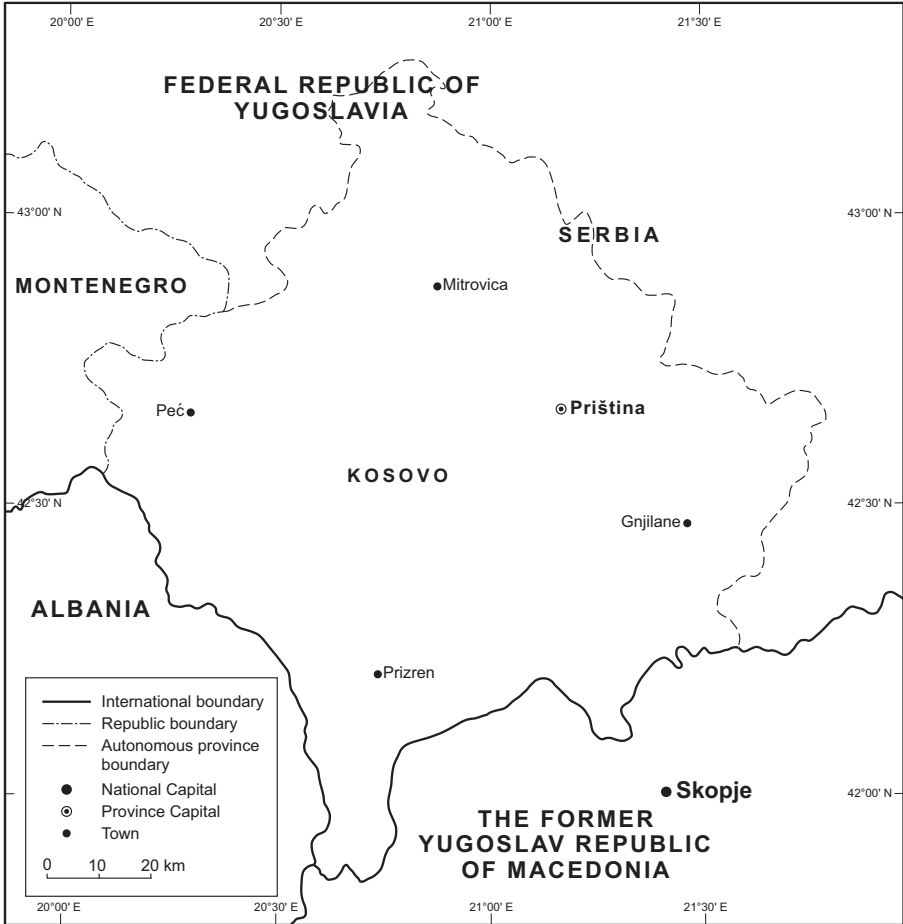 20°00' E
20°30' E
21°00' E
21°30' E
FEDERAL REPUBLIC OF
YUGOSLAVIA
43°00' N
43°00' N
SERBIA
MONTENEGRO
Mitrovica
Peć
Priština
KOSOVO
42°30' N
42°30' N
Gnjilane
ALBANIA
Prizren
International boundary
Republic boundary
Autonomous province
boundary
National Capital
Province Capital
Town
0 10 20 km
Skopje
42°00' N
THE FORMER
YUGOSLAV REPUBLIC
OF MACEDONIA
20°00' E
20°30' E
21°00' E
21°30' E